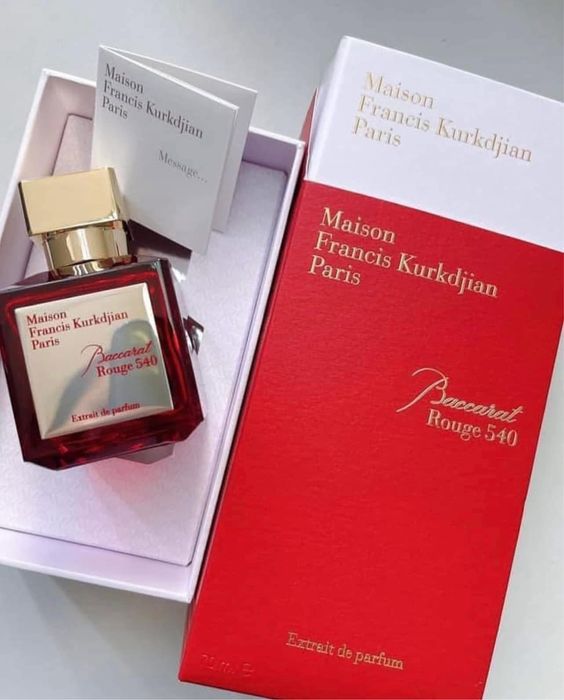 Maison
Francis Kurkdjian
Paris
Message...
Maison
Francis Kurkdjian
Paris
Maison
Francis Kurkdjian
Paris
Baccarat
Rouge 540
Extrait de parfum
Maison
Francis Kurkdjian
Paris
Baccarat
Rouge 540
Extrait de parfum